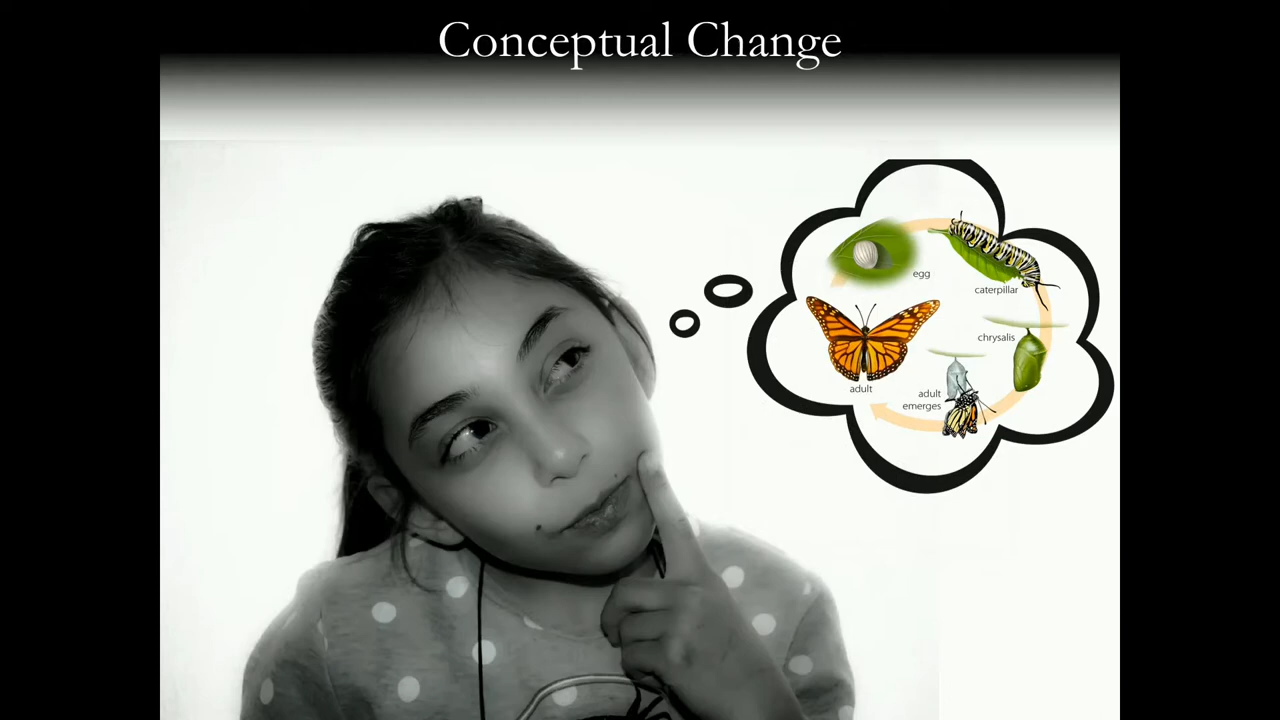 Conceptual Change
egg
caterpillar
chrysalis
adult
adult
emerges